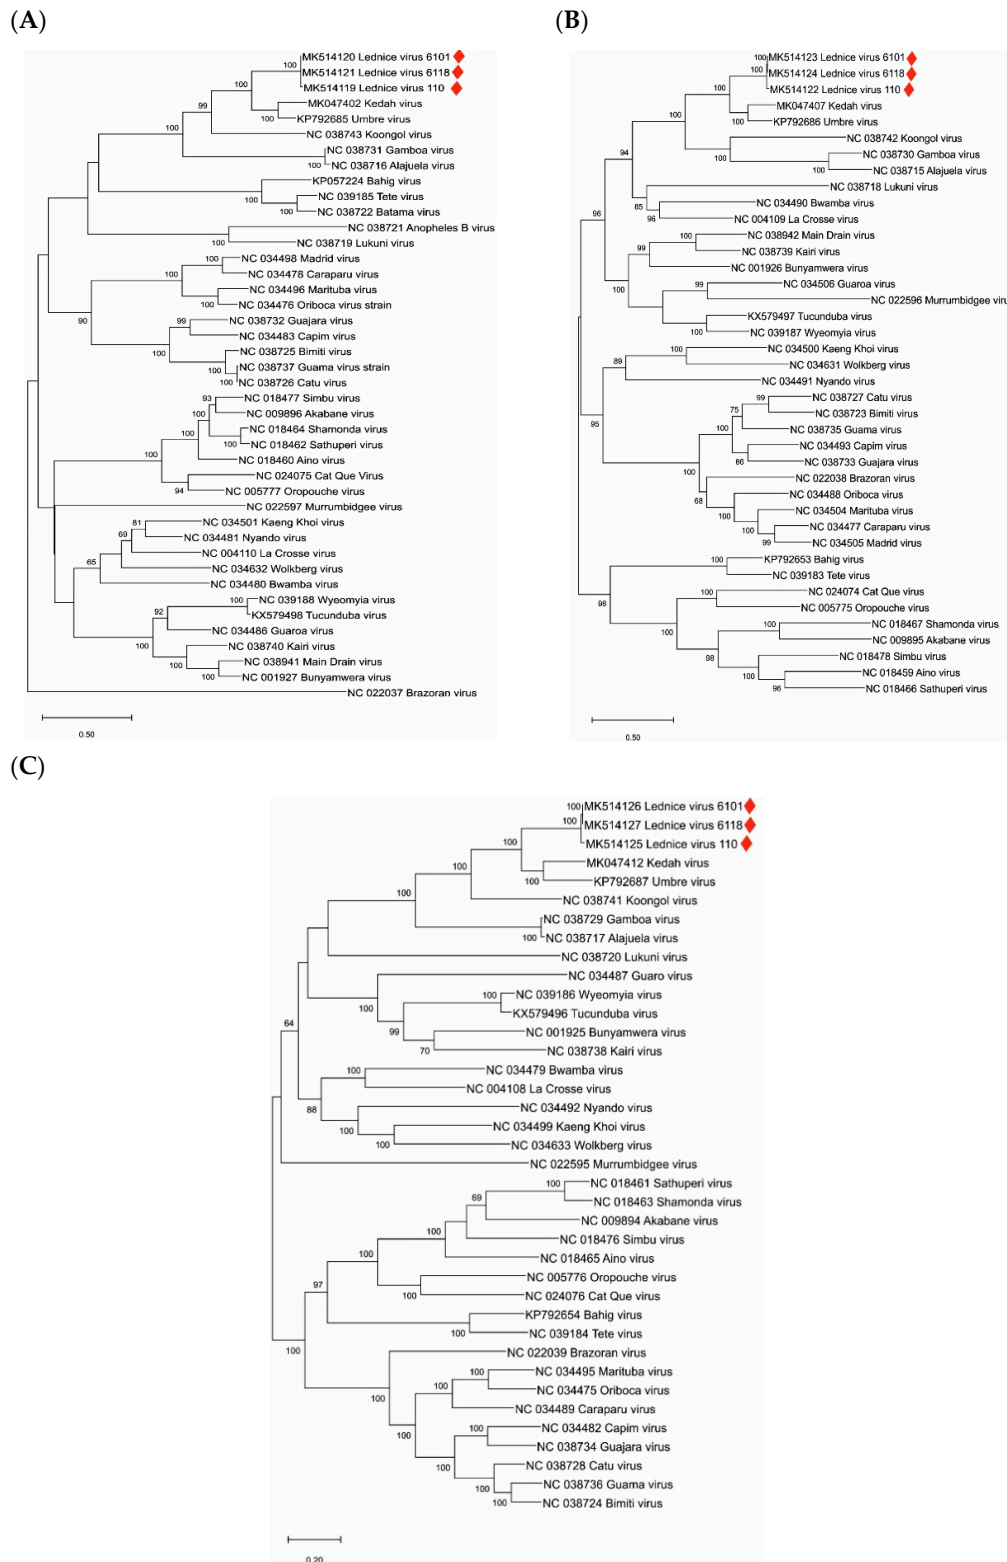 (A)
MK514120 Lednice virus 6101
MK514121 Lednice virus 6118
100
MK514119 Lednice virus 110
100
MK047402 Kedah virus
99
100
KP792685 Umbre virus
100
NC 038743 Koongol virus
NC 038731 Gamboa virus
100
NC 038716 Alajuela virus
KP057224 Bahig virus
NC 039185 Tete virus
100
100
NC 038722 Batama virus
NC 038721 Anopheles B virus
100
NC 038719 Lukuni virus
NC 034498 Madrid virus
100
100
NC 034478 Caraparu virus
NC 034496 Marituba virus
100
NC 034476 Oriboca virus strain
90
NC 038732 Guajara virus
99
NC 034483 Capim virus
100
NC 038725 Bimiti virus
NC 038737 Guama virus strain
100
NC 038726 Catu virus
93
NC 018477 Simbu virus
100
NC 009896 Akabane virus
NC 018464 Shamonda virus
100
100
NC 018462 Sathuperi virus
100
NC 018460 Aino virus
NC 024075 Cat Que Virus
94
NC 005777 Oropouche virus
NC 022597 Murrumbidgee virus
81
NC 034501 Kaeng Khoi virus
69
NC 034481 Nyando virus
65
NC 004110 La Crosse virus
NC 034632 Wolkberg virus
NC 034480 Bwamba virus
100
NC 039188 Wyeomyia virus
92
KX579498 Tucunduba virus
NC 034486 Guaroa virus
100
NC 038740 Kairi virus
100
NC 038941 Main Drain virus
100
NC 001927 Bunyamwera virus
NC 022037 Brazoran virus
0.50
(B)
100
MK514123 Lednice virus 6101
100
MK514124 Lednice virus 6118
100
MK514122 Lednice virus 110
100
MK047407 Kedah virus
100
KP792686 Umbre virus
NC 038742 Koongol virus
94
100
NC 038730 Gamboa virus
100
NC 038715 Alajuela virus
NC 038718 Lukuni virus
85
NC 034490 Bwamba virus
96
96
NC 004109 La Crosse virus
100
NC 038942 Main Drain virus
99
NC 038739 Kairi virus
NC 001926 Bunyamwera virus
100
99
NC 034506 Guaroa virus
NC 022596 Murrumbidgee viru
KX579497 Tucunduba virus
100
NC 039187 Wyeomyia virus
100
NC 034500 Kaeng Khoi virus
89
NC 034631 Wolkberg virus
NC 034491 Nyando virus
95
99
NC 038727 Catu virus
75
NC 038723 Bimiti virus
NC 038735 Guama virus
NC 034493 Capim virus
86
NC 038733 Guajara virus
100
NC 022038 Brazoran virus
68
NC 034488 Oriboca virus
100
NC 034504 Marituba virus
100
NC 034477 Caraparu virus
99
NC 034505 Madrid virus
KP792653 Bahig virus
100
NC 039183 Tete virus
98
NC 024074 Cat Que virus
100
NC 005775 Oropouche virus
100
NC 018467 Shamonda virus
100
NC 009895 Akabane virus
98
NC 018478 Simbu virus
100
NC 018459 Aino virus
96
NC 018466 Sathuperi virus
0.50
(C)
100
MK514126 Lednice virus 6101
100
MK514127 Lednice virus 6118
100
MK514125 Lednice virus 110
100
MK047412 Kedah virus
100
KP792687 Umbre virus
100
NC 038741 Koongol virus
NC 038729 Gamboa virus
100
NC 038717 Alajuela virus
NC 038720 Lukuni virus
NC 034487 Guaro virus
100
100
NC 039186 Wyeomyia virus
KX579496 Tucunduba virus
99
NC 001925 Bunyamwera virus
64
70
NC 038738 Kairi virus
100
NC 034479 Bwamba virus
NC 004108 La Crosse virus
88
NC 034492 Nyando virus
100
NC 034499 Kaeng Khoi virus
100
NC 034633 Wolkberg virus
NC 022595 Murrumbidgee virus
100
NC 018461 Sathuperi virus
69
NC 018463 Shamonda virus
NC 009894 Akabane virus
100
NC 018476 Simbu virus
100
NC 018465 Aino virus
NC 005776 Oropouche virus
97
100
NC 024076 Cat Que virus
KP792654 Bahig virus
100
NC 039184 Tete virus
100
NC 022039 Brazoran virus
100
NC 034495 Marituba virus
100
NC 034475 Oriboca virus
100
NC 034489 Caraparu virus
100
100
NC 034482 Capim virus
NC 038734 Guajara virus
100
NC 038728 Catu virus
100
NC 038736 Guama virus
100
NC 038724 Bimiti virus
0.20